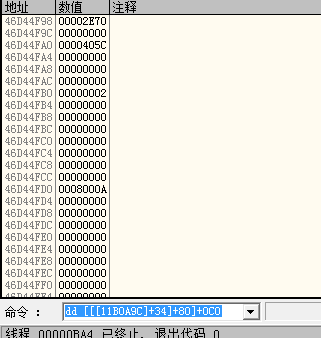 地址 数值 注释
46D44F98 00002E70
46D44F9C 00000000
46D44FA0 0000405C
46D44FA4 00000000
46D44FA8 00000000
46D44FAC 00000000
46D44FB0 00000002
46D44FB4 00000000
46D44FB8 00000000
46D44FBC 00000000
46D44FC0 00000000
46D44FC4 00000000
46D44FC8 00000000
46D44FCC 00000000
46D44FD0 0008000A
46D44FD4 00000000
46D44FD8 00000000
46D44FDC 00000000
46D44FE0 00000000
46D44FE4 00000000
46D44FE8 00000000
46D44FEC 00000000
46D44FF0 00000000
命令 : dd [[[11B0A9C]+34]+80]+0C0
线程 00000BA4 已终止, 退出代码 0